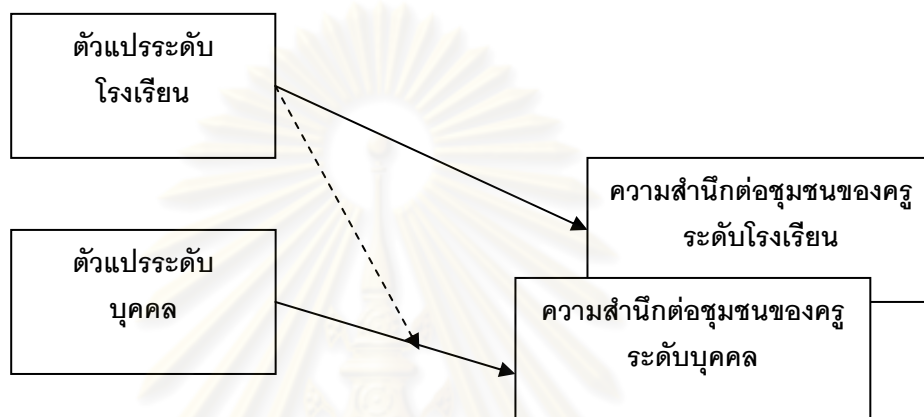 ตัวแปรระดับ
โรงเรียน
ความสำนึกต่อชุมชนของครู
ระดับโรงเรียน
ตัวแปรระดับ
บุคคล
ความสำนึกต่อชุมชนของครู
ระดับบุคคล